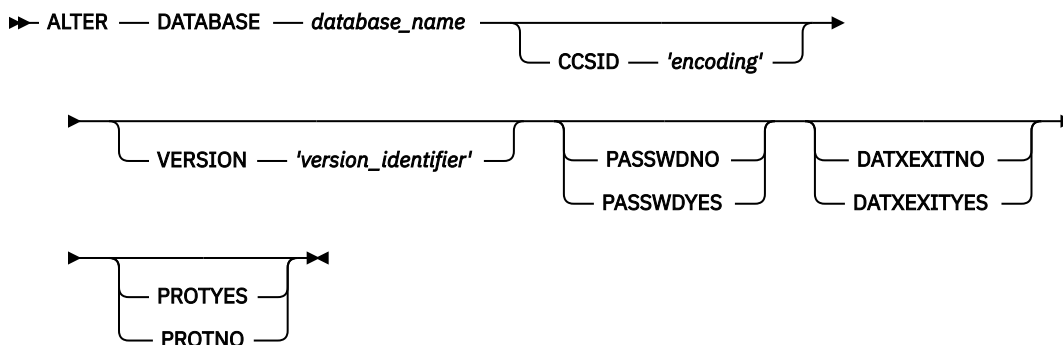 ALTER DATABASE database_name
CCSID 'encoding'
VERSION 'version_identifier' PASSWDNO DATXEXITNO
PASSWDYES DATXEXITYES
PROTYES
PROTNO